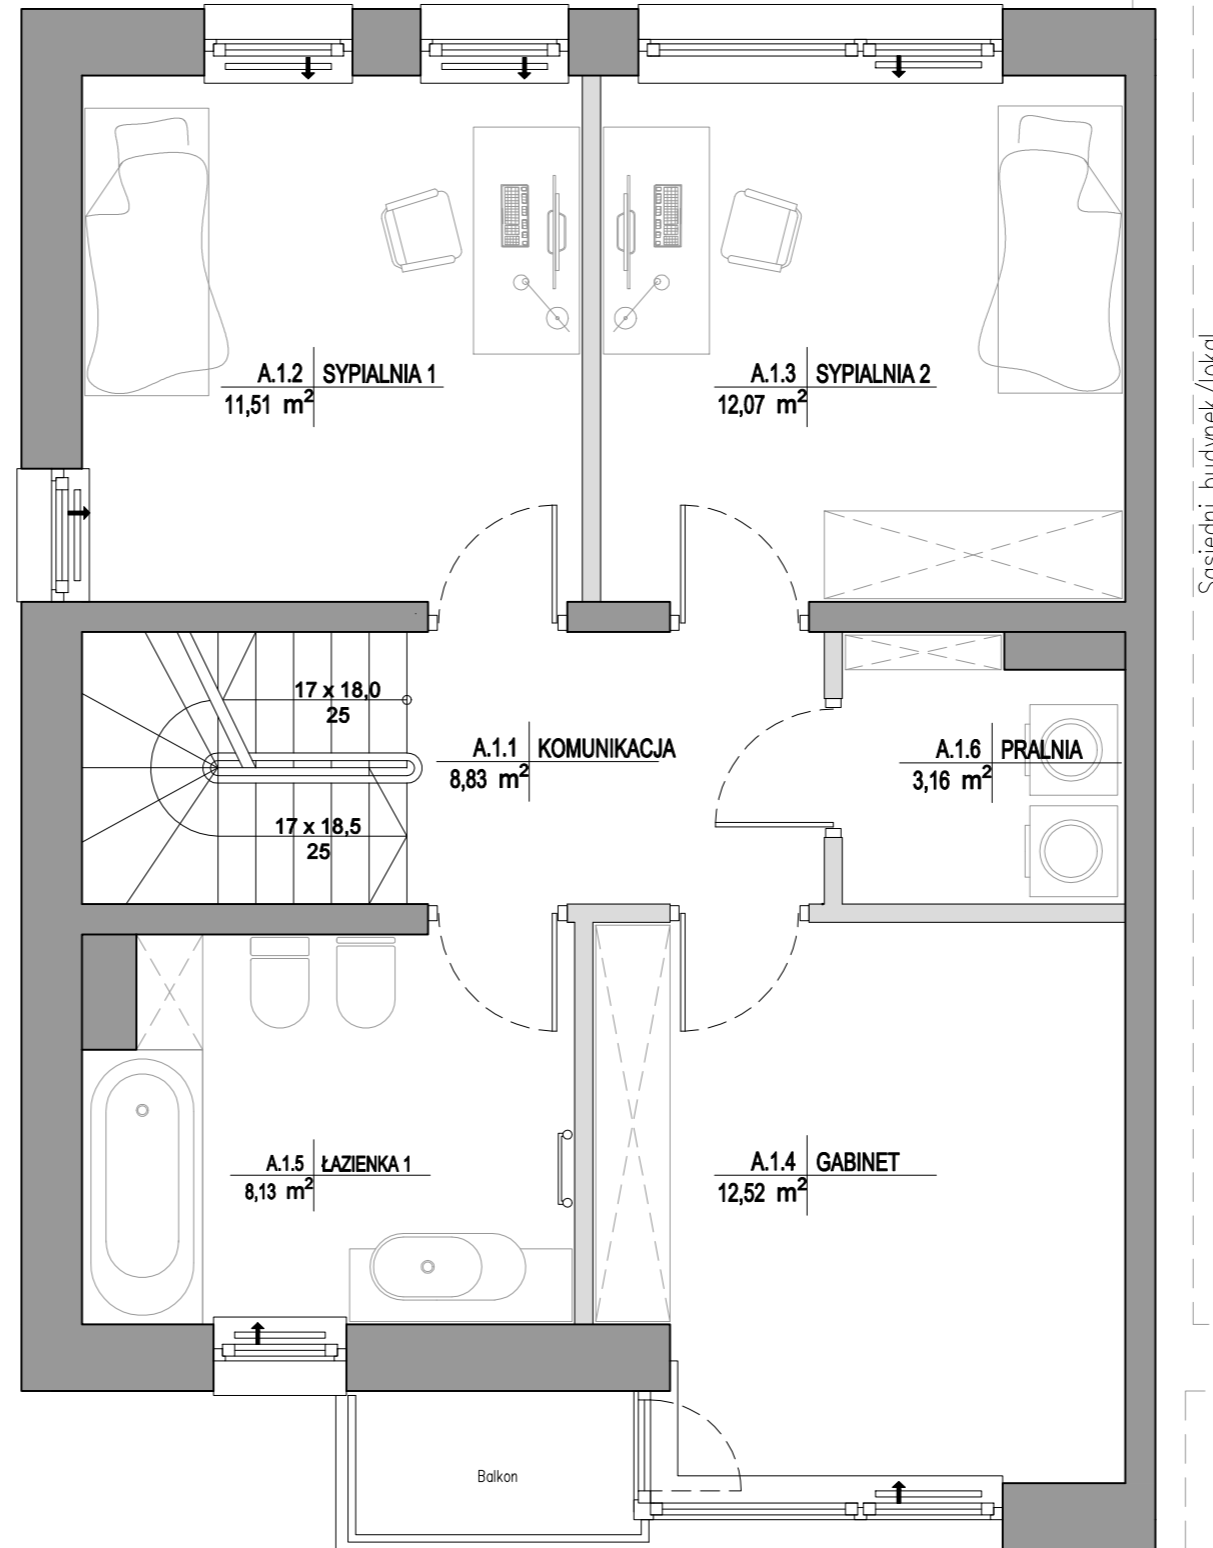 A.1.2 SYPIALNIA 1
11,51 m²
A.1.3 SYPIALNIA 2
12,07 m²
Sąsiedni budynek/lokal
17 x 18,0
25
A.1.1 KOMUNIKACJA
8,83 m²
A.1.6 PRALNIA
3,16 m²
17 x 18,5
25
A.1.5 ŁAZIENKA 1
8,13 m²
A.1.4 GABINET
12,52 m²
Balkon